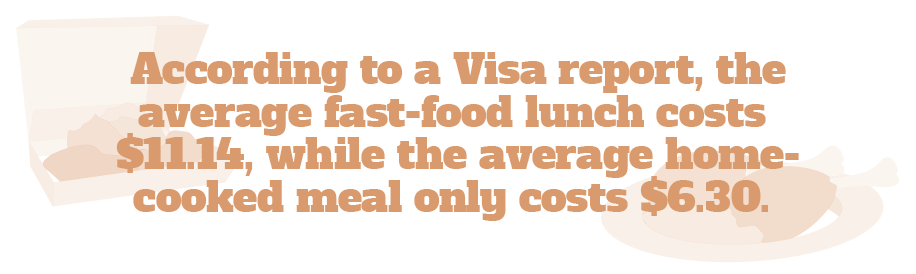 According to a Visa report, the
average fast-food lunch costs
$11.14, while the average home-
cooked meal only costs $6.30.